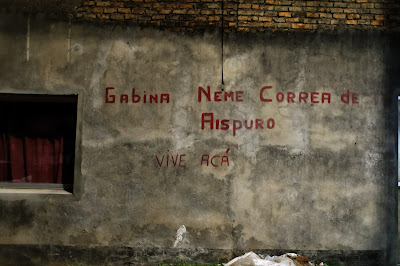 Gabina Neme Correa de
Aispuro
VIVE ACÁ